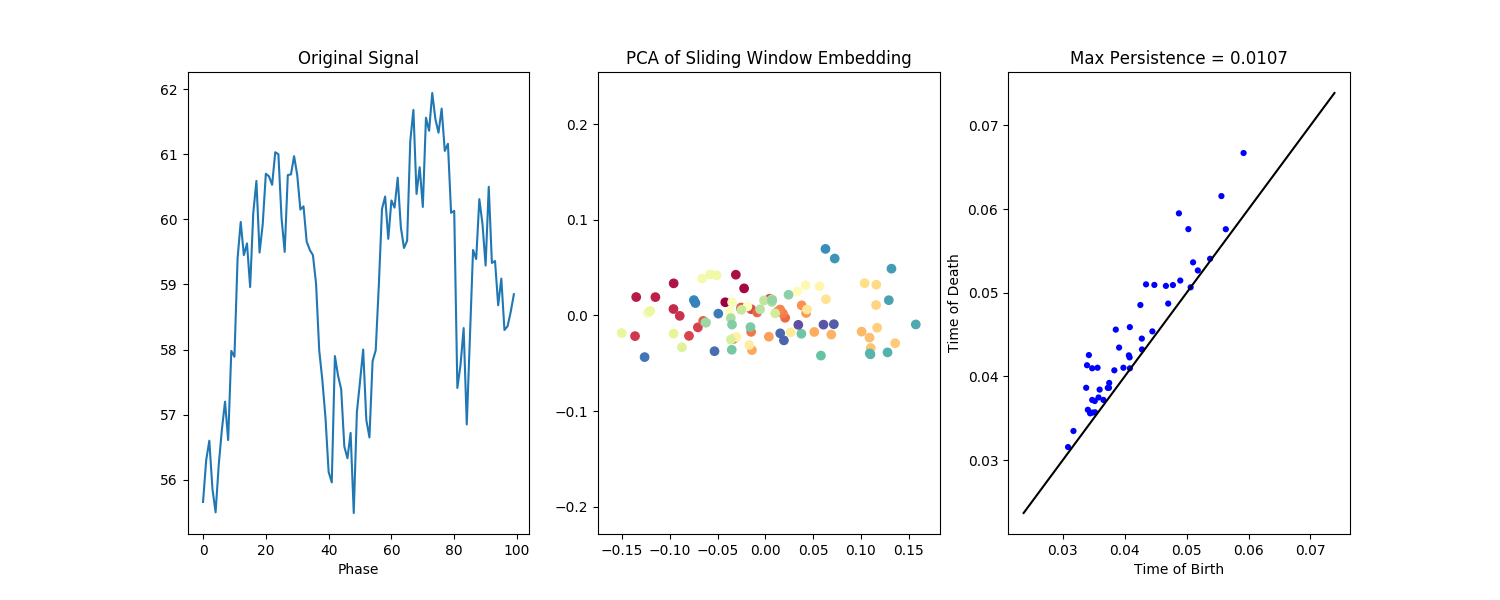 Original Signal
62
61
60
59
58
57
56
0 20 40 60 80 100
Phase
PCA of Sliding Window Embedding
0.2
0.1
0.0
−0.1
−0.2
−0.15 −0.10 −0.05 0.00 0.05 0.10 0.15
Max Persistence = 0.0107
Time of Death
0.07
0.06
0.05
0.04
0.03
0.03 0.04 0.05 0.06 0.07
Time of Birth